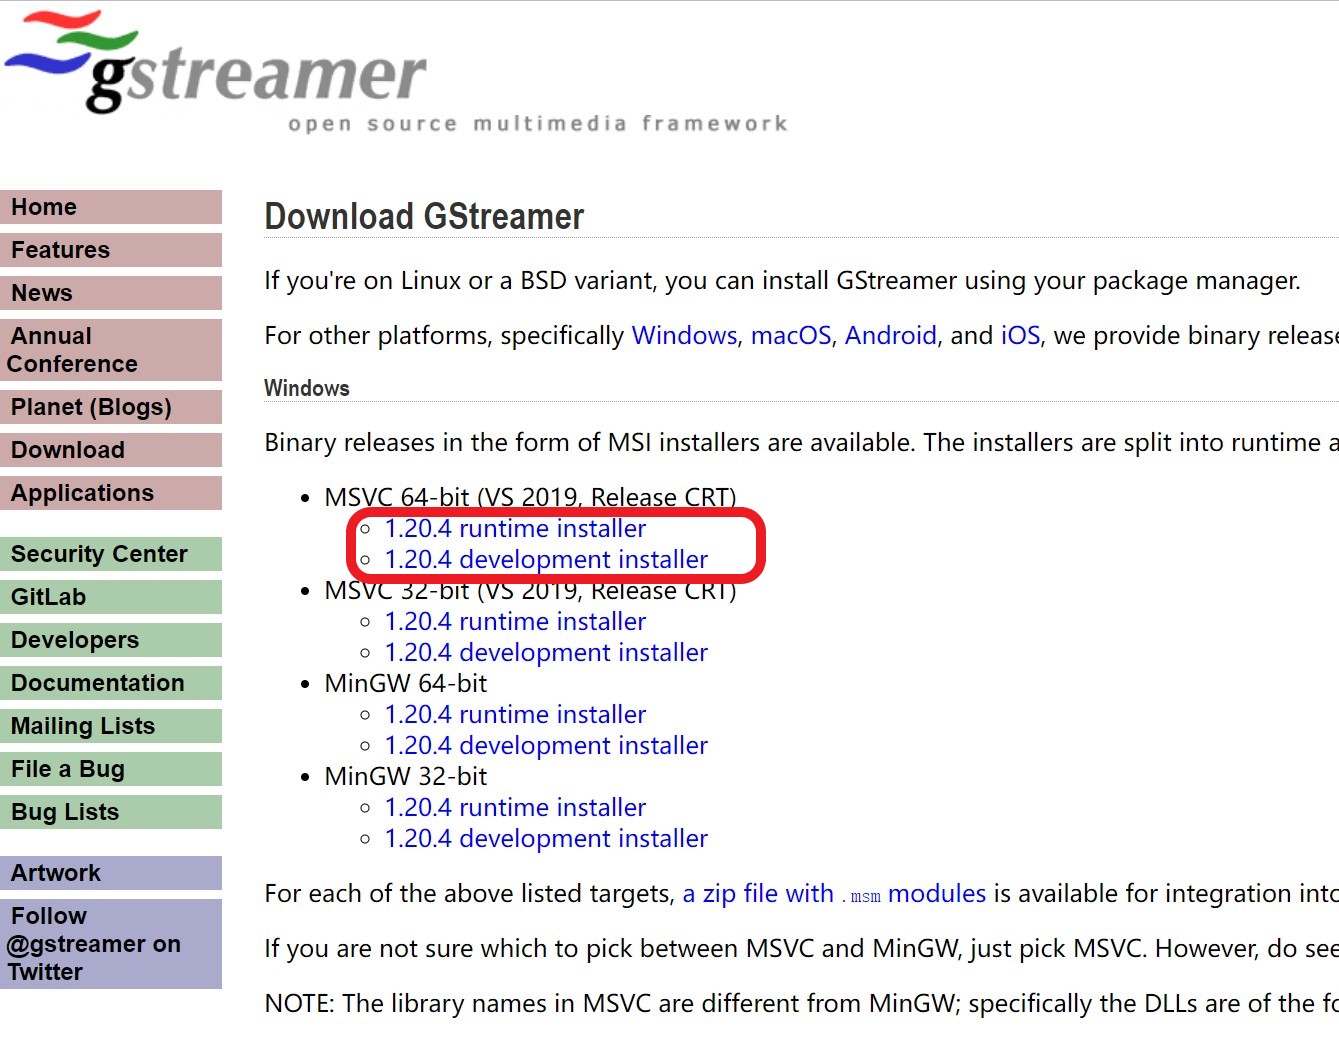 gstreamer
open source multimedia framework
Home
Features
News
Annual
Conference
Planet (Blogs)
Download
Applications
Security Center
GitLab
Developers
Documentation
Mailing Lists
File a Bug
Bug Lists
Artwork
Follow
@gstreamer on
Twitter
Download GStreamer
If you're on Linux or a BSD variant, you can install GStreamer using your package manager.
For other platforms, specifically Windows, macOS, Android, and iOS, we provide binary release
Windows
Binary releases in the form of MSI installers are available. The installers are split into runtime a
MSVC 64-bit (VS 2019, Release CRT)
1.20.4 runtime installer
1.20.4 development installer
MSVC 32-bit (VS 2019, Release CRT)
1.20.4 runtime installer
1.20.4 development installer
MinGW 64-bit
1.20.4 runtime installer
1.20.4 development installer
MinGW 32-bit
1.20.4 runtime installer
1.20.4 development installer
For each of the above listed targets, a zip file with .msm modules is available for integration into
If you are not sure which to pick between MSVC and MinGW, just pick MSVC. However, do see
NOTE: The library names in MSVC are different from MinGW; specifically the DLLs are of the fo